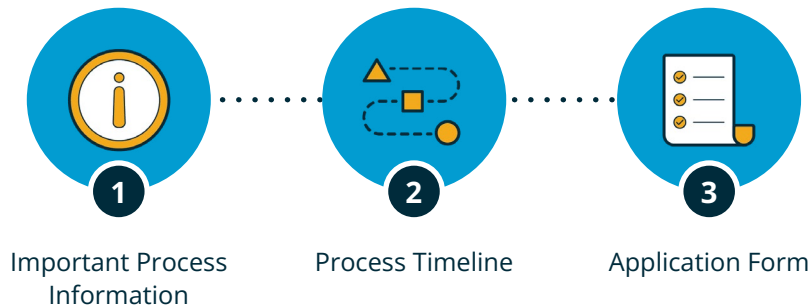 1
2
3
Important Process
Information
Process Timeline
Application Form